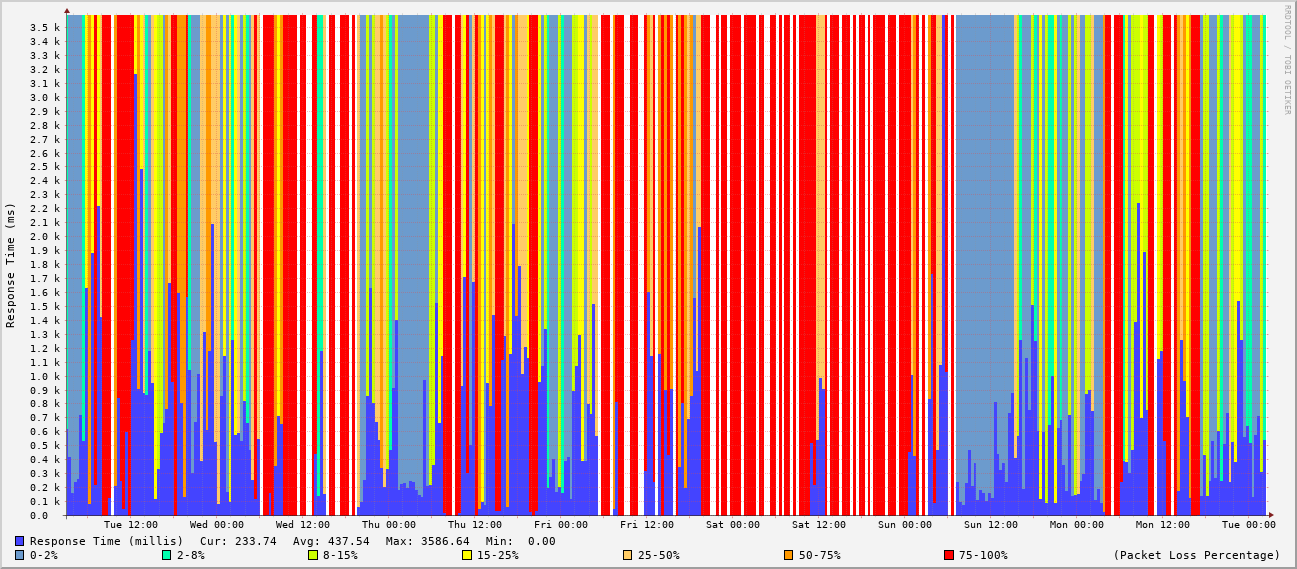 RRDTOOL / TOBI OETIKER
Response Time (ms)
3.5 k
3.4 k
3.3 k
3.2 k
3.1 k
3.0 k
2.9 k
2.8 k
2.7 k
2.6 k
2.5 k
2.4 k
2.3 k
2.2 k
2.1 k
2.0 k
1.9 k
1.8 k
1.7 k
1.6 k
1.5 k
1.4 k
1.3 k
1.2 k
1.1 k
1.0 k
0.9 k
0.8 k
0.7 k
0.6 k
0.5 k
0.4 k
0.3 k
0.2 k
0.1 k
0.0
Tue 12:00 Wed 00:00 Wed 12:00 Thu 00:00 Thu 12:00 Fri 00:00 Fri 12:00 Sat 00:00 Sat 12:00 Sun 00:00 Sun 12:00 Mon 00:00 Mon 12:00 Tue 00:00
Response Time (millis) Cur: 233.74 Avg: 437.54 Max: 3586.64 Min: 0.00
0-2% 2-8% 8-15% 15-25% 25-50% 50-75% 75-100% (Packet Loss Percentage)